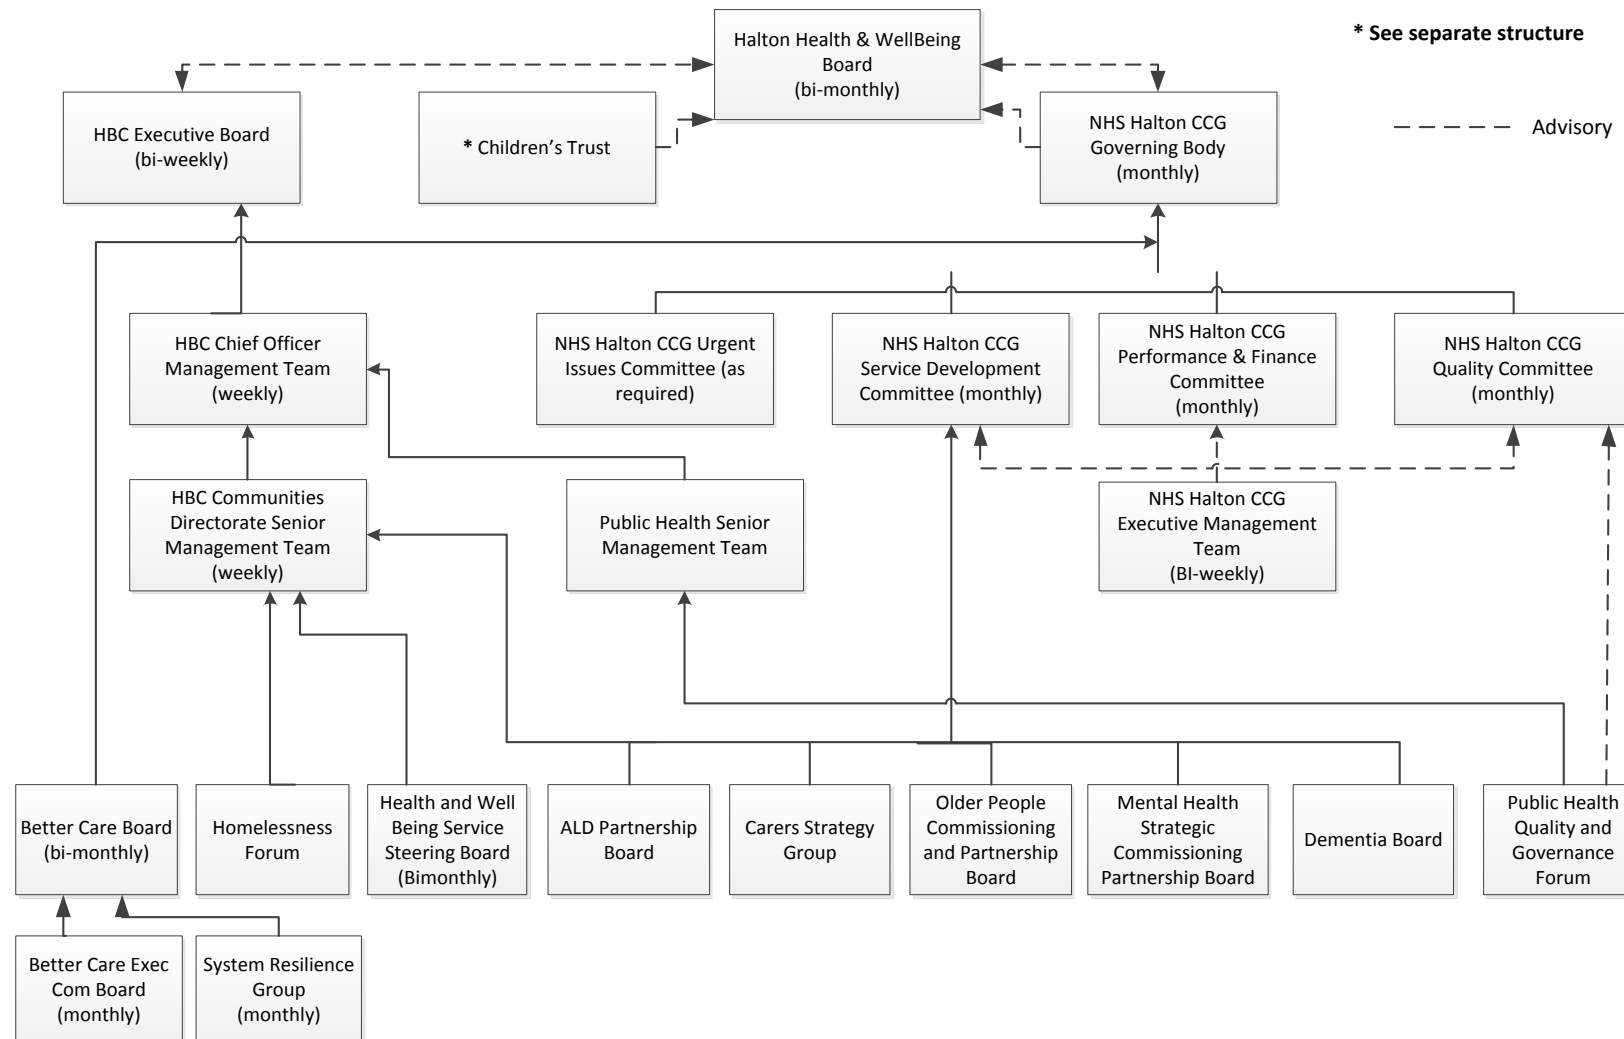 Halton Health & WellBeing
Board
(bi-monthly)
* See separate structure
HBC Executive Board
(bi-weekly)
* Children’s Trust
NHS Halton CCG
Governing Body
(monthly)
Advisory
HBC Chief Officer
Management Team
(weekly)
NHS Halton CCG Urgent
Issues Committee (as
required)
NHS Halton CCG
Service Development
Committee (monthly)
NHS Halton CCG
Performance & Finance
Committee
(monthly)
NHS Halton CCG
Quality Committee
(monthly)
HBC Communities
Directorate Senior
Management Team
(weekly)
Public Health Senior
Management Team
NHS Halton CCG
Executive Management
Team
(BI-weekly)
Better Care Board
(bi-monthly)
Homelessness
Forum
Health and Well
Being Service
Steering Board
(Bimonthly)
ALD Partnership
Board
Carers Strategy
Group
Older People
Commissioning
and Partnership
Board
Mental Health
Strategic
Commissioning
Partnership Board
Dementia Board
Public Health
Quality and
Governance
Forum
Better Care Exec
Com Board
(monthly)
System Resilience
Group
(monthly)